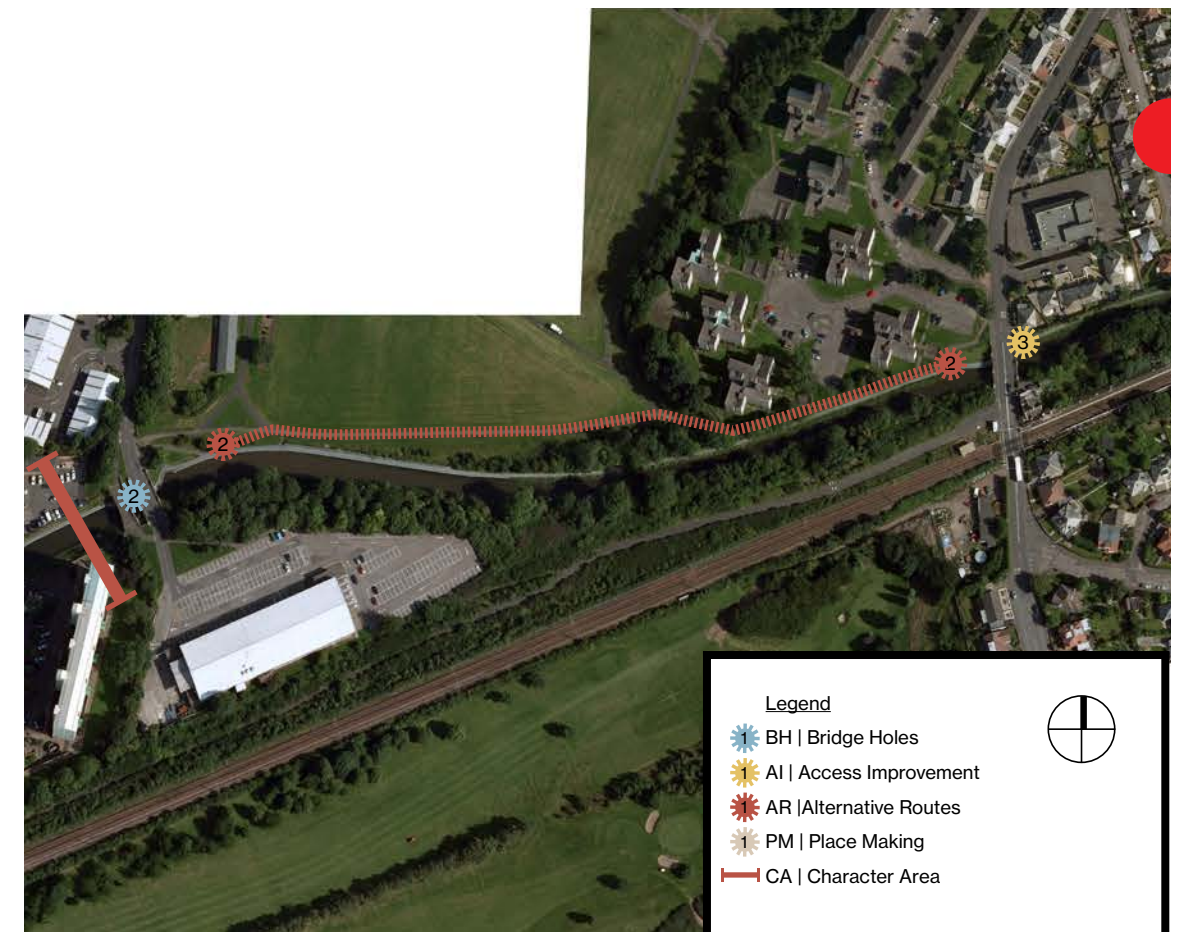 3
2
2
2
Legend
1 BH | Bridge Holes
1 AI | Access Improvement
1 AR |Alternative Routes
1 PM | Place Making
CA | Character Area